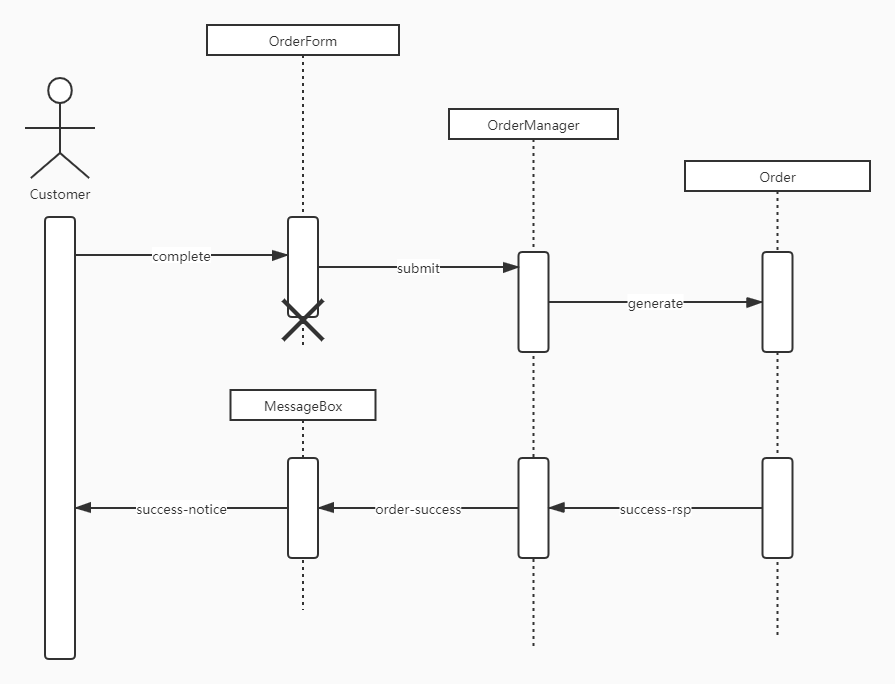 OrderForm
OrderManager
Order
Customer
complete
submit
generate
MessageBox
success-notice
order-success
success-rsp